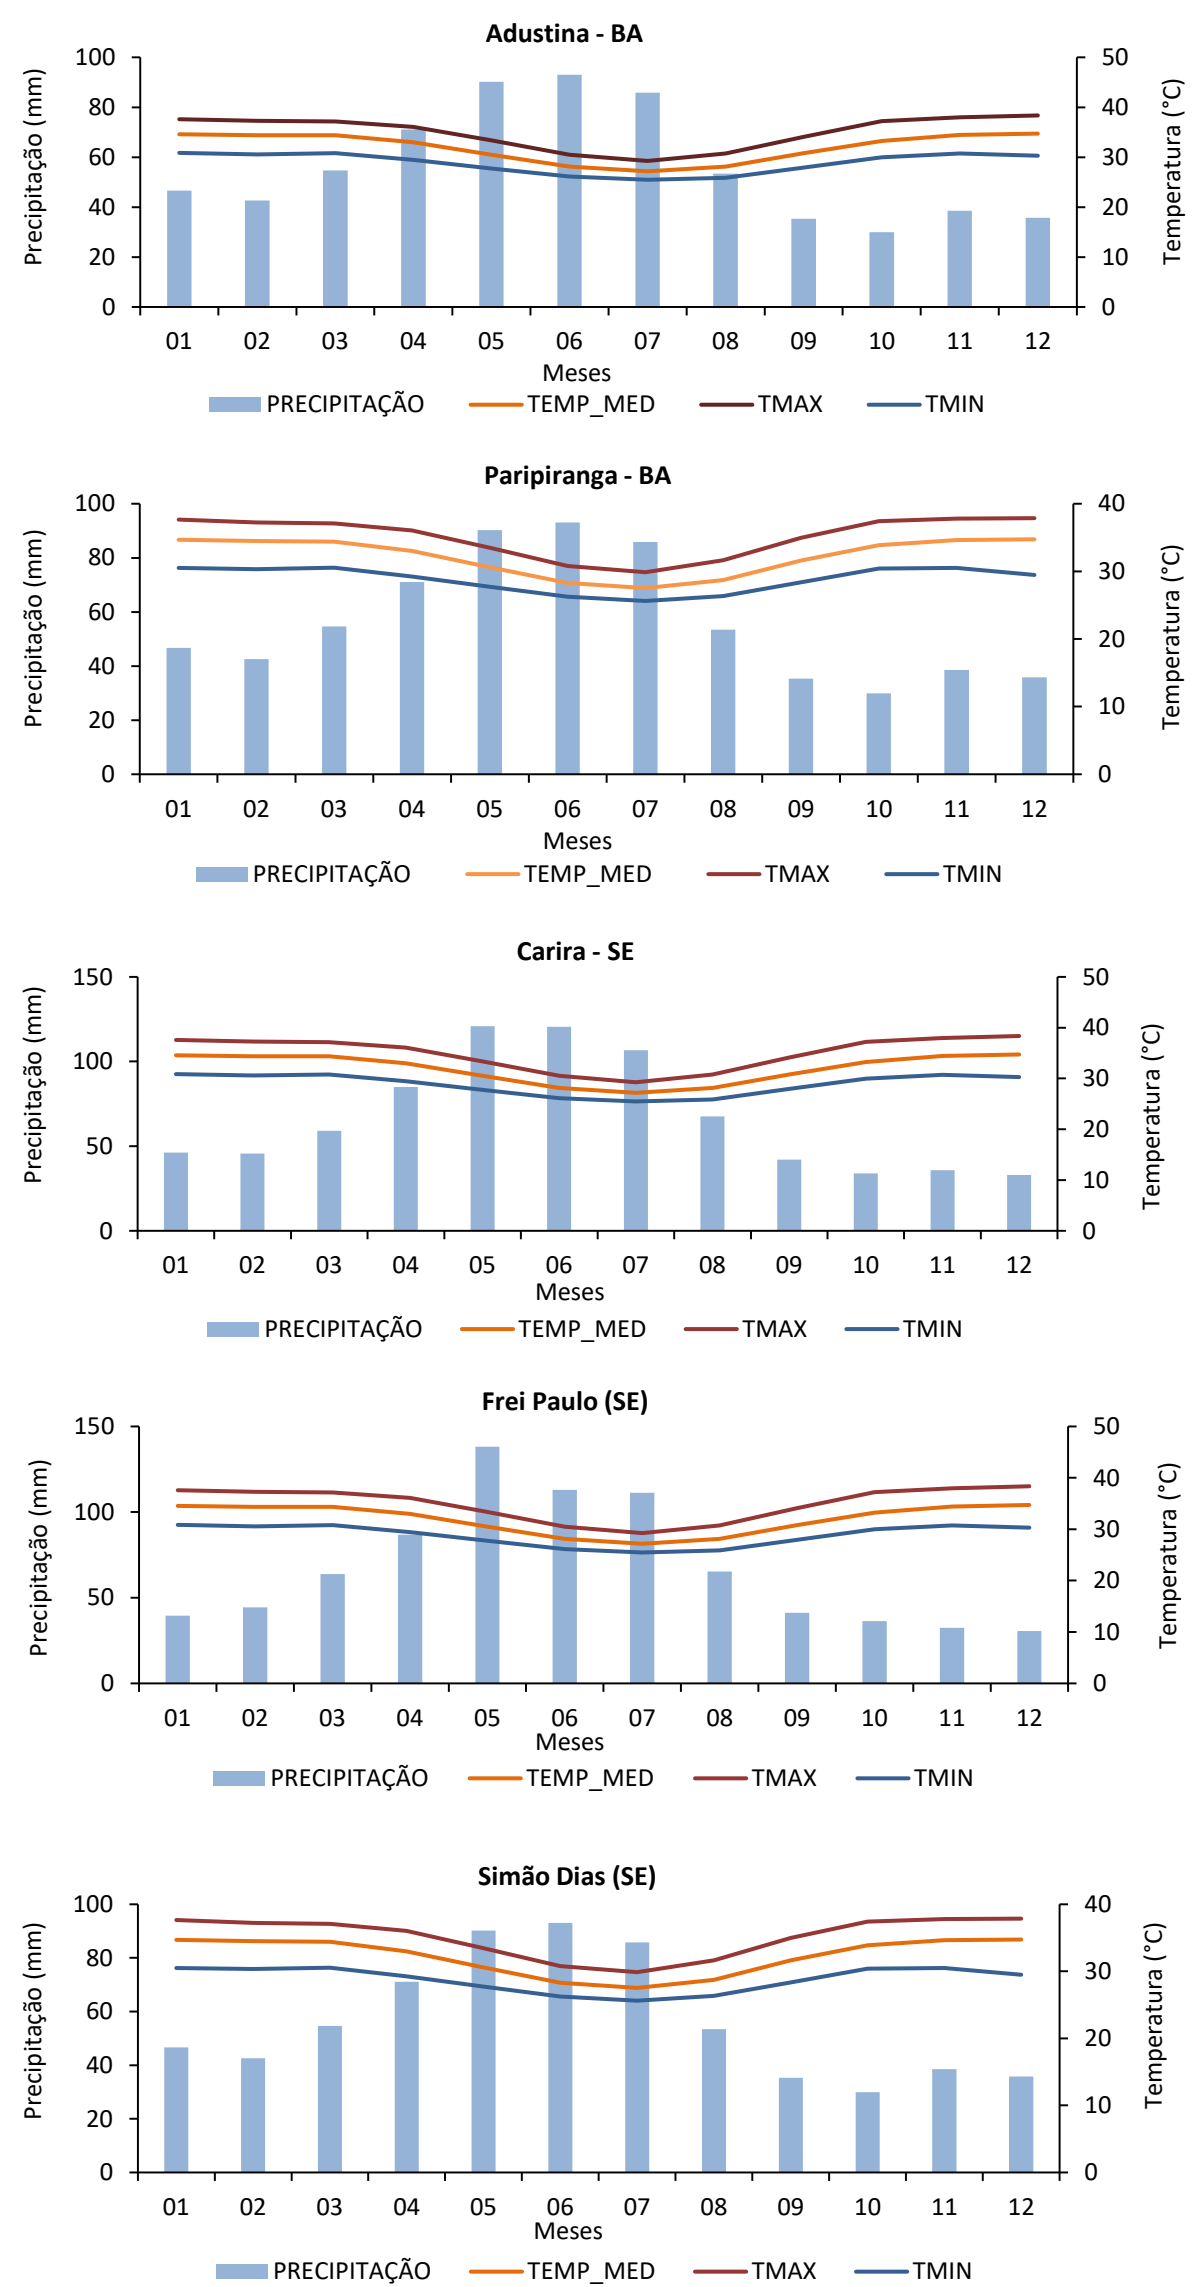 Adustina - BA
Precipitação (mm)
100
80
60
40
20
0
50
40
30
20
10
0
Temperatura (°C)
01 02 03 04 05 06 07 08 09 10 11 12
Meses
PRECIPITAÇÃO TEMP_MED TMAX TMIN
Paripiranga - BA
Precipitação (mm)
100
80
60
40
20
0
40
30
20
10
0
Temperatura (°C)
01 02 03 04 05 06 07 08 09 10 11 12
Meses
PRECIPITAÇÃO TEMP_MED TMAX TMIN
Carira - SE
Precipitação (mm)
150
100
50
0
50
40
30
20
10
0
Temperatura (°C)
01 02 03 04 05 06 07 08 09 10 11 12
Meses
PRECIPITAÇÃO TEMP_MED TMAX TMIN
Frei Paulo (SE)
Precipitação (mm)
150
100
50
0
50
40
30
20
10
0
Temperatura (°C)
01 02 03 04 05 06 07 08 09 10 11 12
Meses
PRECIPITAÇÃO TEMP_MED TMAX TMIN
Simão Dias (SE)
Precipitação (mm)
100
80
60
40
20
0
40
30
20
10
0
Temperatura (°C)
01 02 03 04 05 06 07 08 09 10 11 12
Meses
PRECIPITAÇÃO TEMP_MED TMAX TMIN